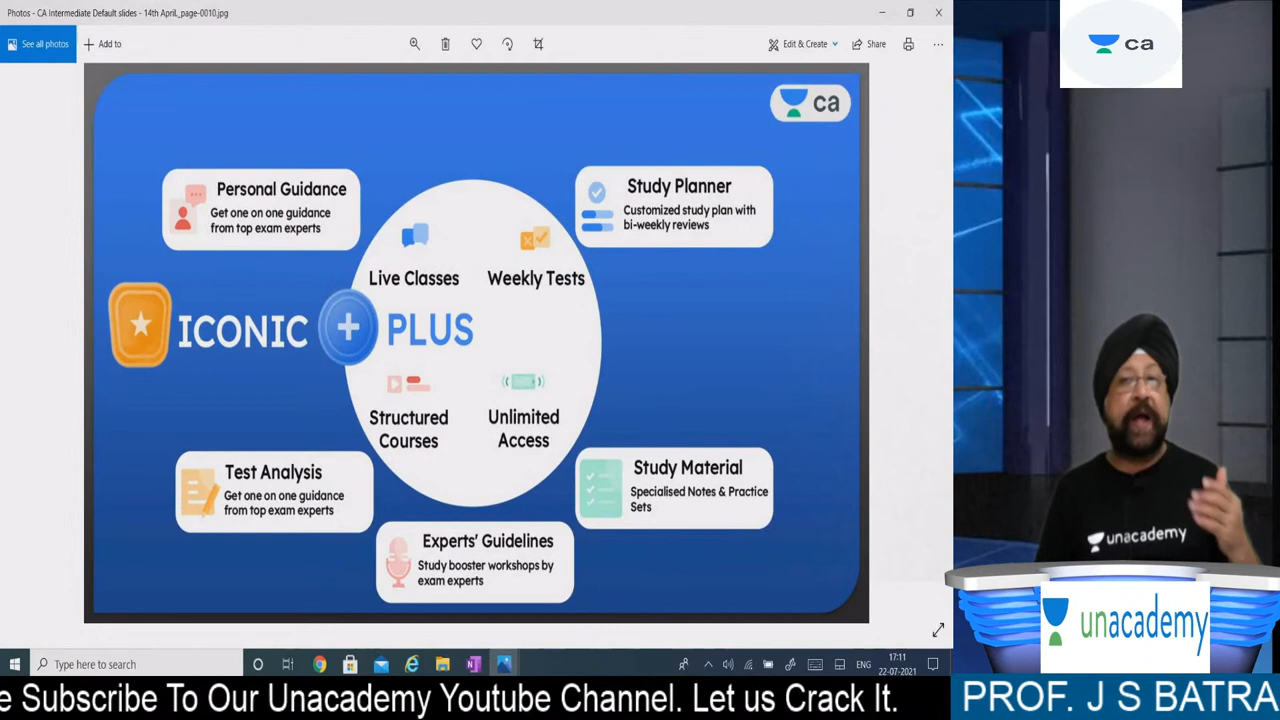 Photos - CA Intermediate Default slides - 14th April,_page-0010.jpg
See all photos
Add to
Edit & Create
Share
ca
ca
Personal Guidance
Get one on one guidance
from top exam experts
Study Planner
Customized study plan with
bi-weekly reviews
Live Classes
Weekly Tests
ICONIC
PLUS
Structured
Courses
Unlimited
Access
Test Analysis
Get one on one guidance
from top exam experts
Study Material
Specialised Notes & Practice
Sets
Experts' Guidelines
Study booster workshops by
exam experts
unacademy
unacademy
Type here to search
ENG
17:11
22-07-2021
e Subscribe To Our Unacademy Youtube Channel. Let us Crack It.
PROF. J S BATRA